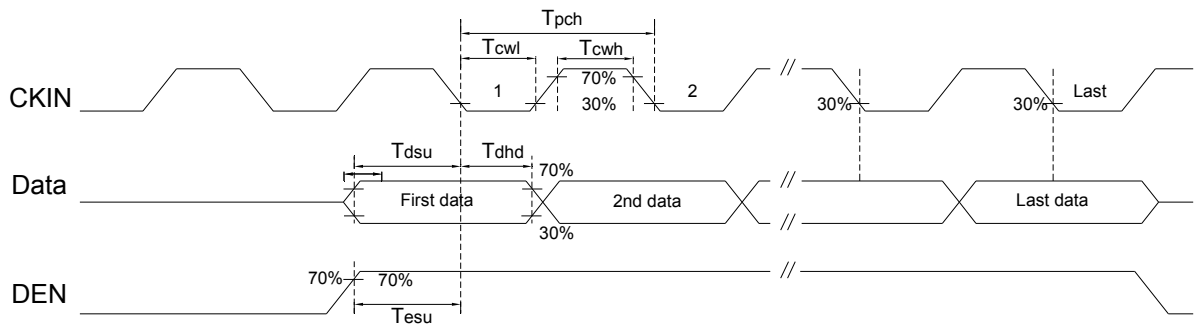 Tpch
Tcwl Tcwh
CKIN 1 70% 30% 2 // 30% 30% Last
Tdsu Tdhd
Data First data 70% 30% 2nd data // // Last data
DEN 70% 70% //
Tesu